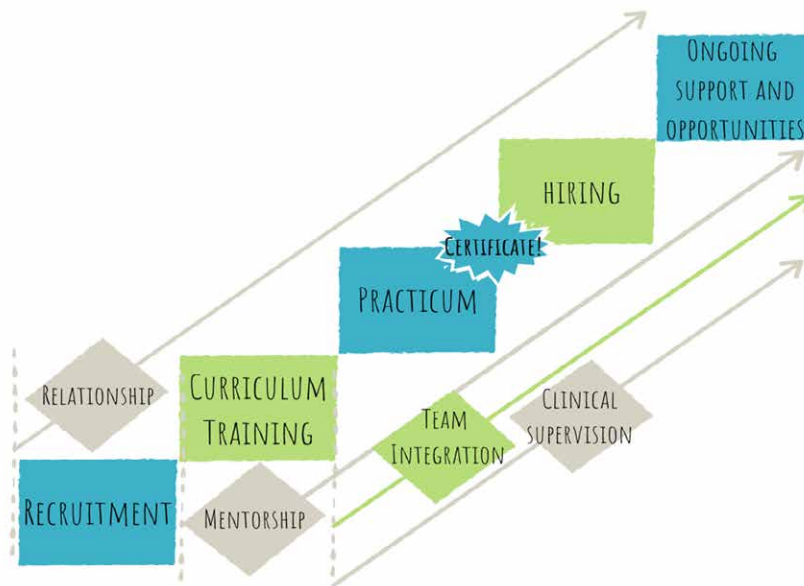 ONGOING
SUPPORT AND
OPPORTUNITIES
HIRING
CERTIFICATE!
PRACTICUM
RELATIONSHIP
CURRICULUM
TRAINING
TEAM
INTEGRATION
CLINICAL
SUPERVISION
RECRUITMENT
MENTORSHIP